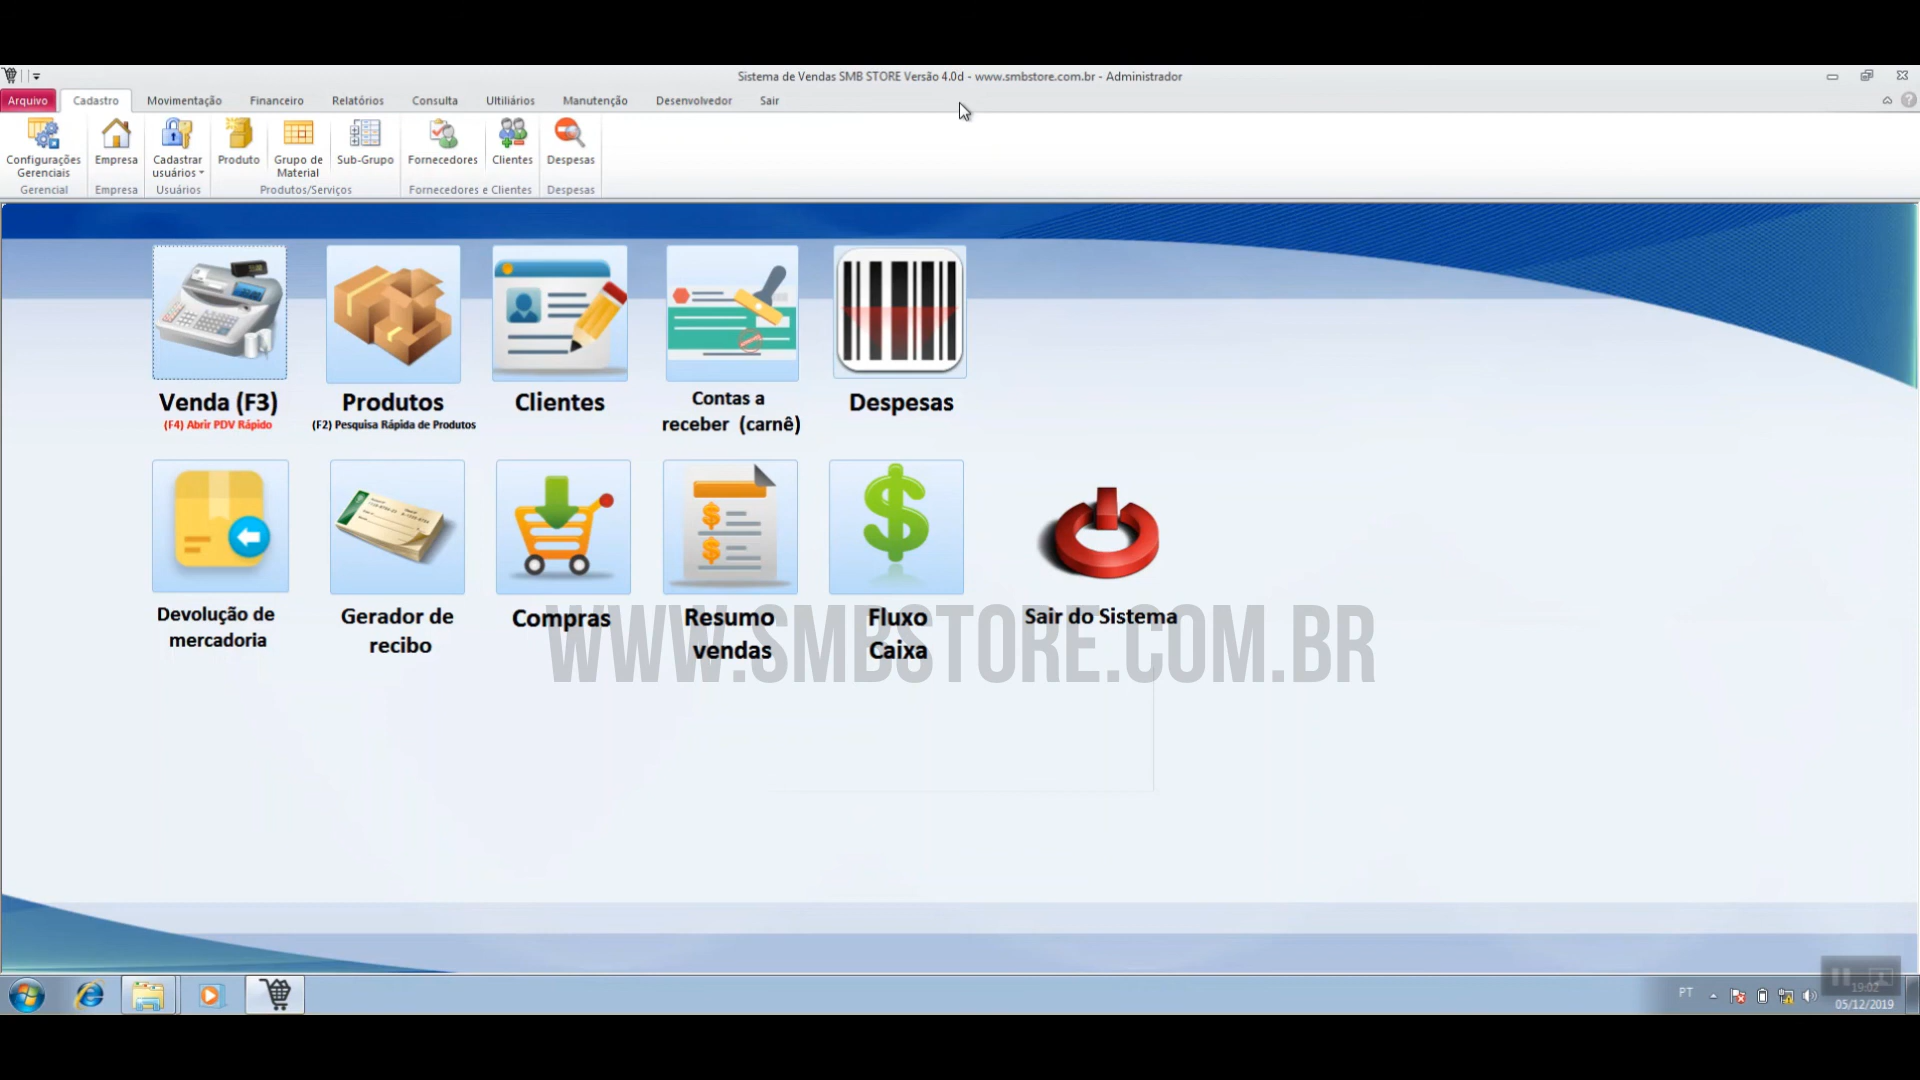 Sistema de Vendas SMB STORE Versão 4.0d - www.smbstore.com.br - Administrador
Arquivo Cadastro Movimentação Financeiro Relatórios Consulta Ultiliários Manutenção Desenvolvedor Sair
Configurações Gerenciais
Empresa
Cadastrar usuários
Produto
Grupo de Material
Sub-Grupo
Fornecedores
Clientes
Despesas
Gerencial Empresa Usuários Produtos/Serviços Fornecedores e Clientes Despesas
Venda (F3)
(F4) Abrir PDV Rápido
Produtos
(F2) Pesquisa Rápida de Produtos
Clientes
Contas a
receber (carnê)
Despesas
Devolução de
mercadoria
Gerador de
recibo
Compras
Resumo
vendas
Fluxo
Caixa
Sair do Sistema
WWW.SMBSTORE.COM.BR
PT
19:02
05/12/2019